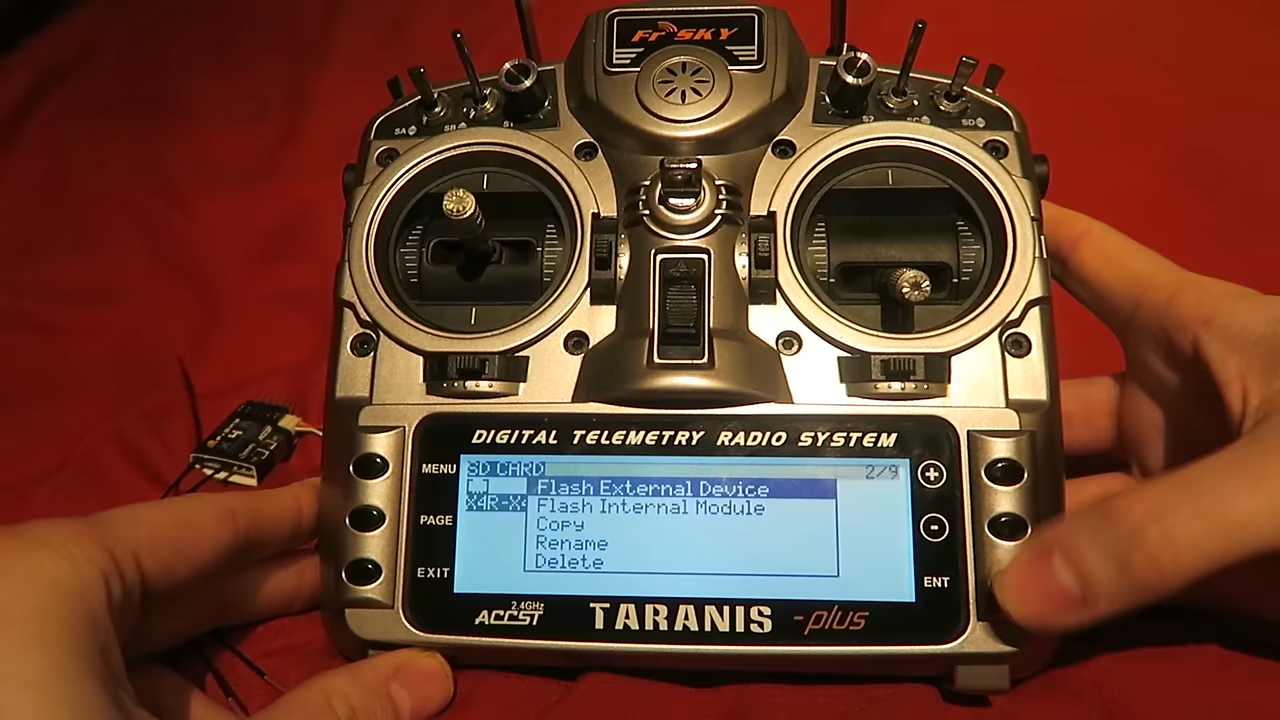 FrSKY
SA
SB
S1
S2
SC
SD
DIGITAL TELEMETRY RADIO SYSTEM
MENU
PAGE
EXIT
SD CARD 2/9
[ ]
X4R-X
Flash External Device
Flash Internal Module
Copy
Rename
Delete
+
-
ENT
2.4GHz
ACCST
TARANIS -plus